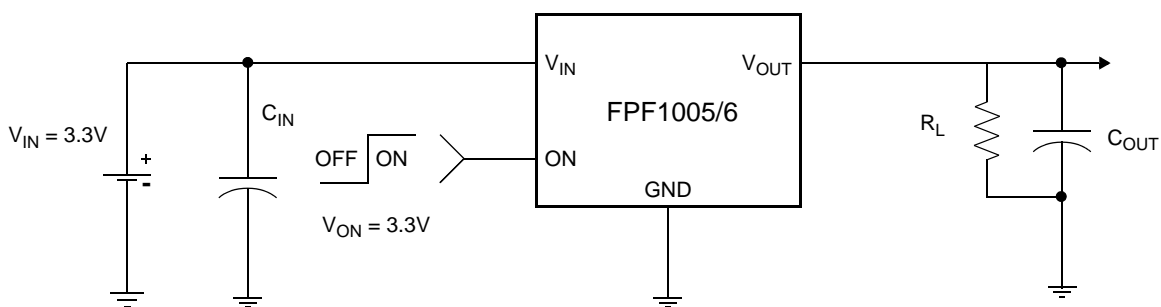 V_IN
V_OUT
FPF1005/6
C_IN
R_L
V_IN = 3.3V
+
-
OFF
ON
ON
C_OUT
GND
V_ON = 3.3V